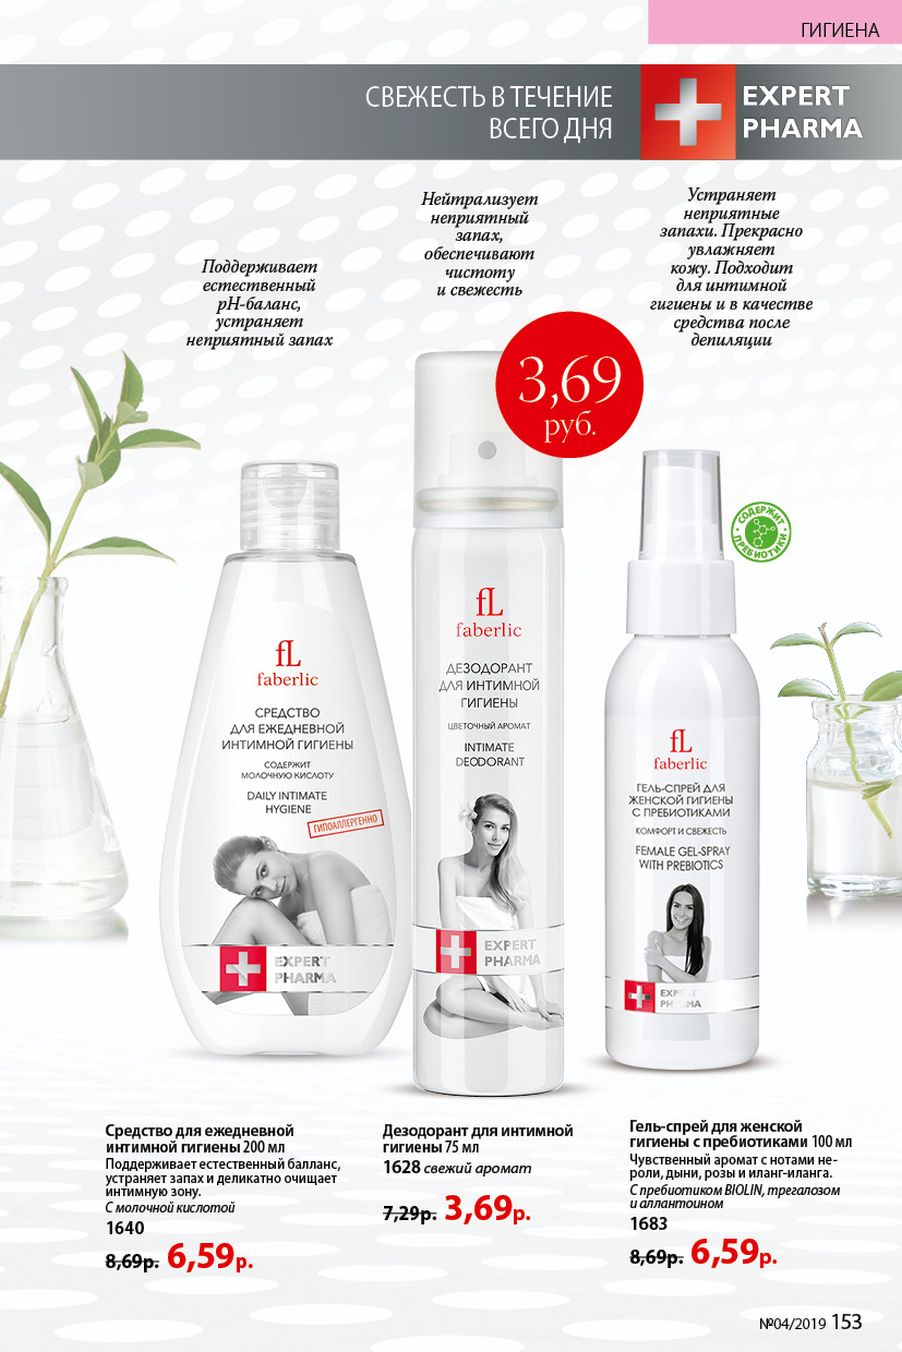 ГИГИЕНА
СВЕЖЕСТЬ В ТЕЧЕНИЕ
ВСЕГО ДНЯ
EXPERT
PHARMA
Поддерживает
естественный
pH-баланс,
устраняет
неприятный запах
Нейтрализует
неприятный
запах,
обеспечивают
чистоту
и свежесть
Устраняет
неприятные
запахи. Прекрасно
увлажняет
кожу. Подходит
для интимной
гигиены и в качестве
средства после
депиляции
3,69
руб.
СОДЕРЖИТ
ПРЕБИОТИКИ
fL
faberlic
СРЕДСТВО
ДЛЯ ЕЖЕДНЕВНОЙ
ИНТИМНОЙ ГИГИЕНЫ
СОДЕРЖИТ
МОЛОЧНУЮ КИСЛОТУ
DAILY INTIMATE
HYGIENE
ГИПОАЛЛЕРГЕННО
EXPERT
PHARMA
fL
faberlic
ДЕЗОДОРАНТ
ДЛЯ ИНТИМНОЙ
ГИГИЕНЫ
ЦВЕТОЧНЫЙ АРОМАТ
INTIMATE
DEODORANT
EXPERT
PHARMA
fL
faberlic
ГЕЛЬ-СПРЕЙ ДЛЯ
ЖЕНСКОЙ ГИГИЕНЫ
С ПРЕБИОТИКАМИ
КОМФОРТ И СВЕЖЕСТЬ
FEMALE GEL-SPRAY
WITH PREBIOTICS
EXPERT
PHARMA
Средство для ежедневной
интимной гигиены 200 мл
Поддерживает естественный балланс,
устраняет запах и деликатно очищает
интимную зону.
С молочной кислотой
1640
8,69р. 6,59р.
Дезодорант для интимной
гигиены 75 мл
1628 свежий аромат
7,29р. 3,69р.
Гель-спрей для женской
гигиены с пребиотиками 100 мл
Чувственный аромат с нотами не-
роли, дыни, розы и иланг-иланга.
С пребиотиком BIOLIN, трегалозом
и аллантоином
1683
8,69р. 6,59р.
№04/2019 153